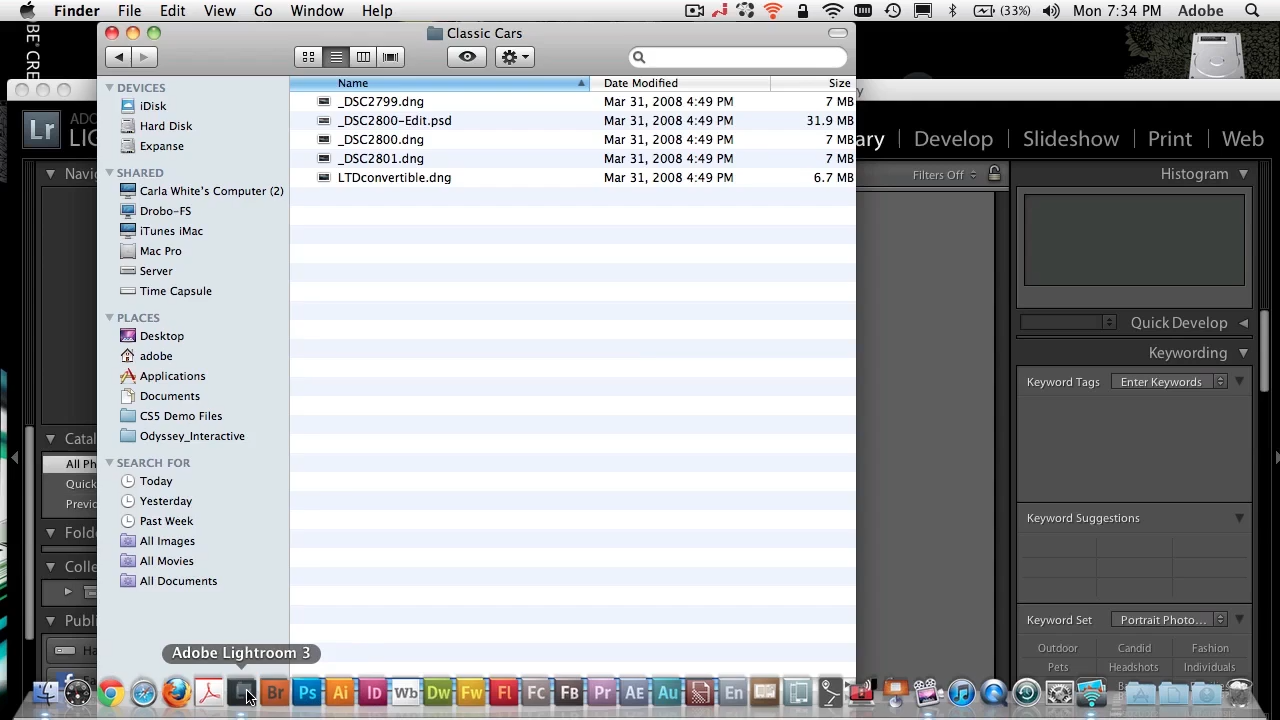 Finder File Edit View Go Window Help (33%) Mon 7:34 PM Adobe
Classic Cars
Name Date Modified Size
_DSC2799.dng Mar 31, 2008 4:49 PM 7 MB
_DSC2800-Edit.psd Mar 31, 2008 4:49 PM 31.9 MB
_DSC2800.dng Mar 31, 2008 4:49 PM 7 MB
_DSC2801.dng Mar 31, 2008 4:49 PM 7 MB
LTDconvertible.dng Mar 31, 2008 4:49 PM 6.7 MB
DEVICES
iDisk
Hard Disk
Expanse
SHARED
Carla White's Computer (2)
Drobo-FS
iTunes iMac
Mac Pro
Server
Time Capsule
PLACES
Desktop
adobe
Applications
Documents
CS5 Demo Files
Odyssey_Interactive
SEARCH FOR
Today
Yesterday
Past Week
All Images
All Movies
All Documents
Lr
Develop | Slideshow | Print | Web
Filters Off
Histogram
Quick Develop
Keywording
Keyword Tags Enter Keywords
Keyword Suggestions
Keyword Set Portrait Photo...
Outdoor Candid Fashion
Pets Headshots Individuals
All Ph
Quick
Previo
Adobe Lightroom 3
Br Ps Ai Id Wb Dw Fw Fl Fc FB Pr AE Au En